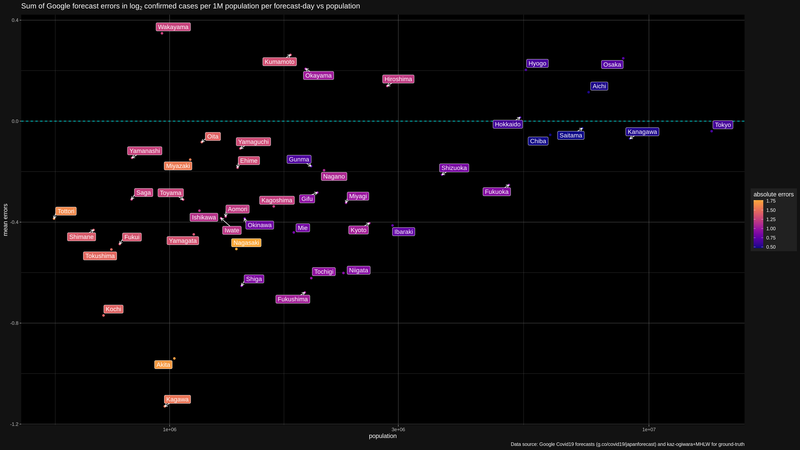 Sum of Google forecast errors in log₂ confirmed cases per 1M population per forecast-day vs population
0.4
Wakayama
Kumamoto
Hyogo
Osaka
Okayama
Hiroshima
Aichi
0.0
Hokkaido
Tokyo
Kanagawa
Saitama
Oita
Yamaguchi
Chiba
Yamanashi
Ehime
Gunma
Miyazaki
Shizuoka
Nagano
mean errors
Saga
Toyama
Fukuoka
absolute errors
Kagoshima
Gifu
Miyagi
1.75
Tottori
Aomori
1.50
Ishikawa
1.25
-0.4
Okinawa
Mie
1.00
Iwate
Kyoto
Ibaraki
0.75
Shimane
Fukui
Yamagata
Nagasaki
0.50
Tokushima
Tochigi
Niigata
Shiga
Fukushima
Kochi
-0.8
Akita
Kagawa
-1.2
1e+06
3e+06
1e+07
population
Data source: Google Covid19 forecasts (g.co/covid19/japanforecast) and kaz-ogiwara+MHLW for ground-truth